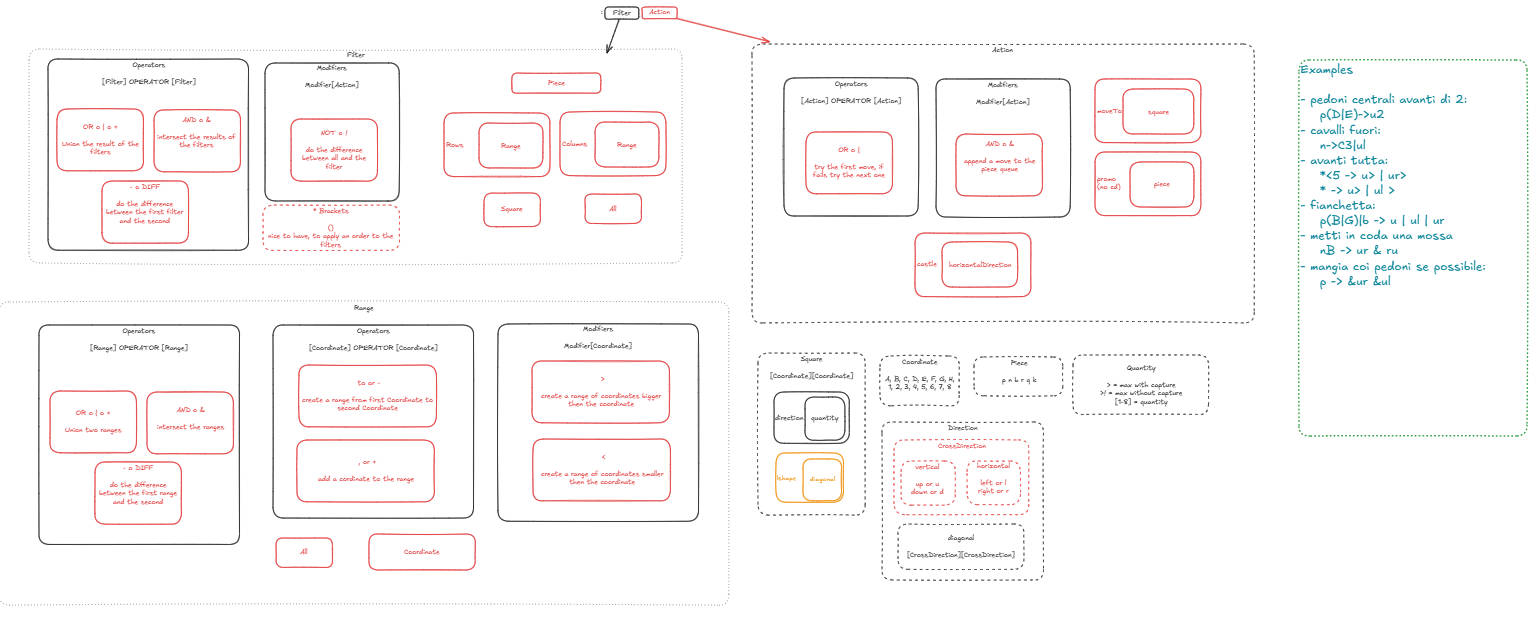 : Filter
Action
Filter
Operators
[Filter] OPERATOR [Filter]
OR o | o +
Union the result of the
filters
AND o &
intersect the results of
the filters
- o DIFF
do the difference
between the first filter
and the second
Modifiers
Modifier[Action]
NOT o !
do the difference
between all and the
filter
* Brackets
()
nice to have, to apply an order to the
filters
Piece
Rows
Range
Columns
Range
Square
All
Action
Operators
[Action] OPERATOR [Action]
OR |
try the first move, if
fails try the next one
Modifiers
Modifier[Action]
AND o &
append a move to the
piece queue
moveTo
square
promo
(no cd)
piece
castle
horizontalDirection
Examples
- pedoni centrali avanti di 2:
p(D|E)->u2
- cavalli fuori:
n->C3|ul
- avanti tutta:
*<5 -> u> | ur>
* -> u> | ul >
- fianchetta:
p(B|G)|b -> u | ul | ur
- metti in coda una mossa
nB -> ur & ru
- mangia coi pedoni se possibile:
p -> &ur &ul
Range
Operators
[Range] OPERATOR [Range]
OR o | o +
Union two ranges
AND o &
intersect the ranges
- o DIFF
do the difference
between the first range
and the second
Operators
[Coordinate] OPERATOR [Coordinate]
to or -
create a range from first Coordinate to
second Coordinate
, or +
add a cordinate to the range
Modifiers
Modifier[Coordinate]
>
create a range of coordinates bigger
then the coordinate
<
create a range of coordinates smaller
then the coordinate
All
Coordinate
Square
[Coordinate][Coordinate]
direction
quantity
lshape
diagonal
Coordinate
A, B, C, D, E, F, G, H,
1, 2, 3, 4, 5, 6, 7, 8
Piece
p n b r q k
Quantity
> = max with capture
>! = max without capture
[1-8] = quantity
Direction
CrossDirection
vertical
up or u
down or d
horizontal
left or l
right or r
diagonal
[CrossDirection][CrossDirection]